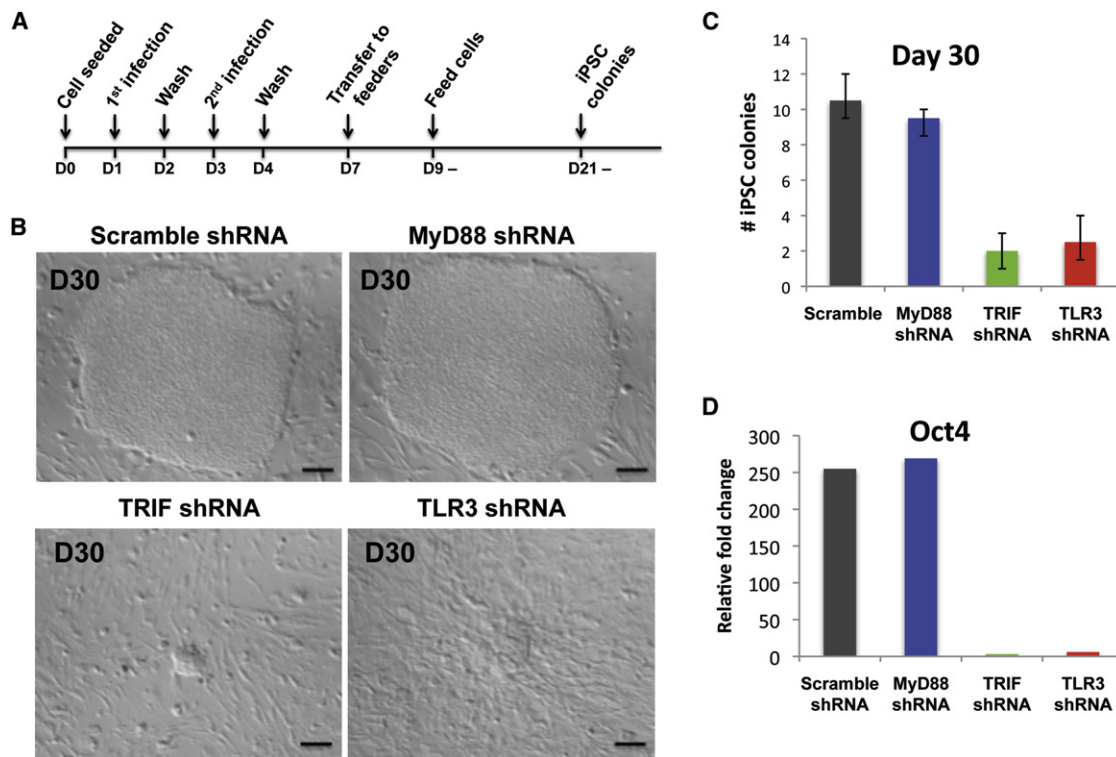 A
Cell seeded
1st infection
Wash
2nd infection
Wash
Transfer to
feeders
Feed cells
iPSC
colonies
D0 D1 D2 D3 D4 D7 D9 – D21 –
B
Scramble shRNA
MyD88 shRNA
D30
D30
TRIF shRNA
TLR3 shRNA
D30
D30
C
Day 30
# iPSC colonies
14
12
10
8
6
4
2
0
Scramble
MyD88
shRNA
TRIF
shRNA
TLR3
shRNA
D
Oct4
Relative fold change
300
250
200
150
100
50
0
Scramble
shRNA
MyD88
shRNA
TRIF
shRNA
TLR3
shRNA